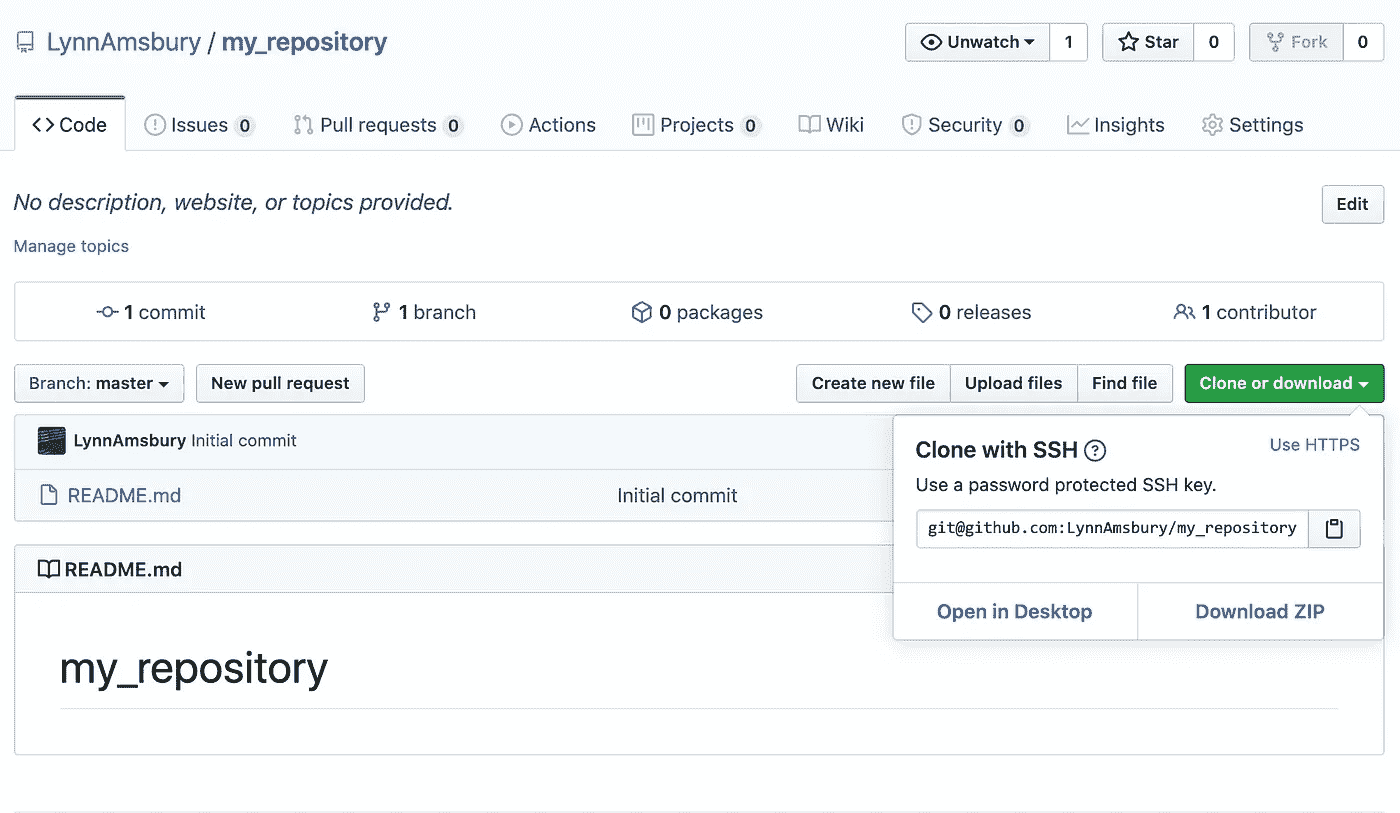 LynnAmsbury / my_repository
Unwatch 1 Star 0 Fork 0
<> Code Issues 0 Pull requests 0 Actions Projects 0 Wiki Security 0 Insights Settings
No description, website, or topics provided.
Edit
Manage topics
1 commit 1 branch 0 packages 0 releases 1 contributor
Branch: master New pull request Create new file Upload files Find file Clone or download
LynnAmsbury Initial commit
README.md Initial commit
Clone with SSH ? Use HTTPS
Use a password protected SSH key.
git@github.com:LynnAmsbury/my_repository
Open in Desktop Download ZIP
README.md
my_repository